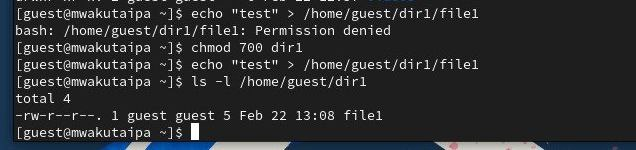 [guest@mwakutaipa ~]$ echo "test" > /home/guest/dir1/file1
bash: /home/guest/dir1/file1: Permission denied
[guest@mwakutaipa ~]$ chmod 700 dir1
[guest@mwakutaipa ~]$ echo "test" > /home/guest/dir1/file1
[guest@mwakutaipa ~]$ ls -l /home/guest/dir1
total 4
-rw-r--r--. 1 guest guest 5 Feb 22 13:08 file1
[guest@mwakutaipa ~]$